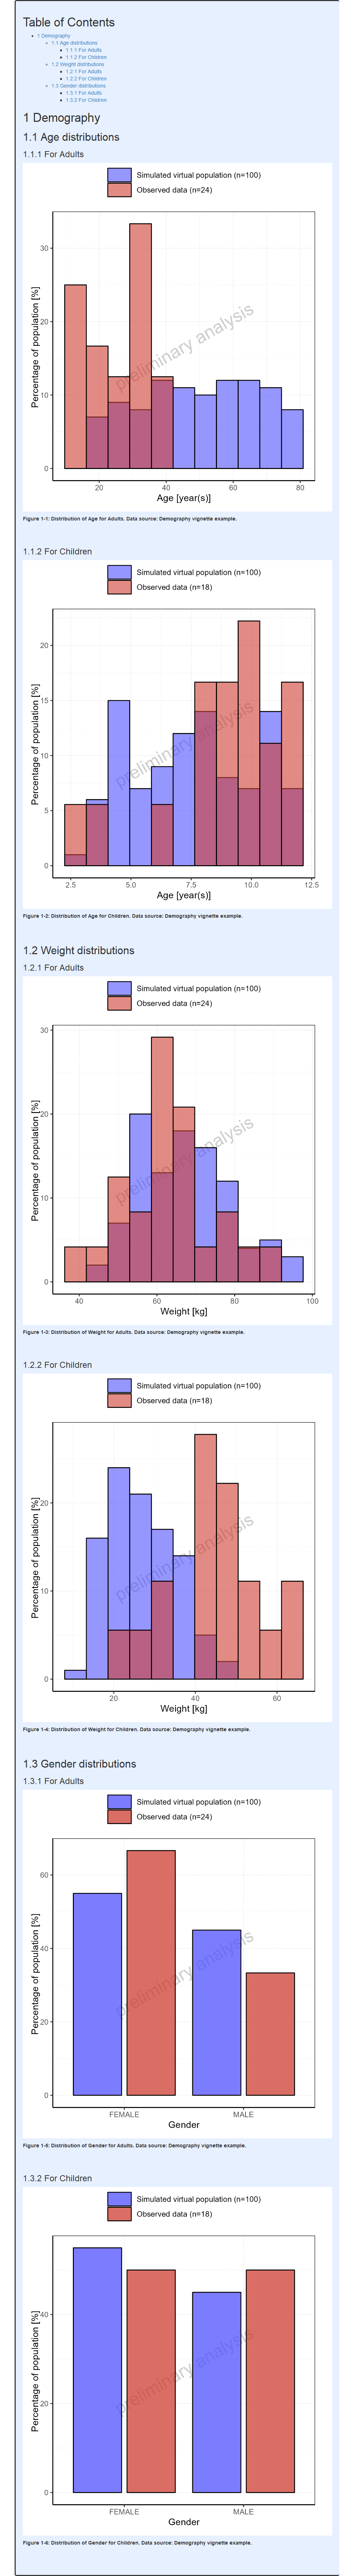 Table of Contents
1 Demography
1.1 Age distributions
1.1.1 For Adults
1.1.2 For Children
1.2 Weight distributions
1.2.1 For Adults
1.2.2 For Children
1.3 Gender distributions
1.3.1 For Adults
1.3.2 For Children
1 Demography
1.1 Age distributions
1.1.1 For Adults
Simulated virtual population (n=100)
Observed data (n=24)
Percentage of population [%]
30
20
10
0
preliminary analysis
20 40 60 80
Age [year(s)]
Figure 1-1: Distribution of Age for Adults. Data source: Demography vignette example.
1.1.2 For Children
Simulated virtual population (n=100)
Observed data (n=18)
Percentage of population [%]
20
15
10
5
0
preliminary analysis
2.5 5.0 7.5 10.0 12.5
Age [year(s)]
Figure 1-2: Distribution of Age for Children. Data source: Demography vignette example.
1.2 Weight distributions
1.2.1 For Adults
Simulated virtual population (n=100)
Observed data (n=24)
Percentage of population [%]
30
20
10
0
preliminary analysis
40 60 80 100
Weight [kg]
Figure 1-3: Distribution of Weight for Adults. Data source: Demography vignette example.
1.2.2 For Children
Simulated virtual population (n=100)
Observed data (n=18)
Percentage of population [%]
20
10
0
preliminary analysis
20 40 60
Weight [kg]
Figure 1-4: Distribution of Weight for Children. Data source: Demography vignette example.
1.3 Gender distributions
1.3.1 For Adults
Simulated virtual population (n=100)
Observed data (n=24)
Percentage of population [%]
60
40
20
0
preliminary analysis
FEMALE MALE
Gender
Figure 1-5: Distribution of Gender for Adults. Data source: Demography vignette example.
1.3.2 For Children
Simulated virtual population (n=100)
Observed data (n=18)
Percentage of population [%]
40
20
0
preliminary analysis
FEMALE MALE
Gender
Figure 1-6: Distribution of Gender for Children. Data source: Demography vignette example.